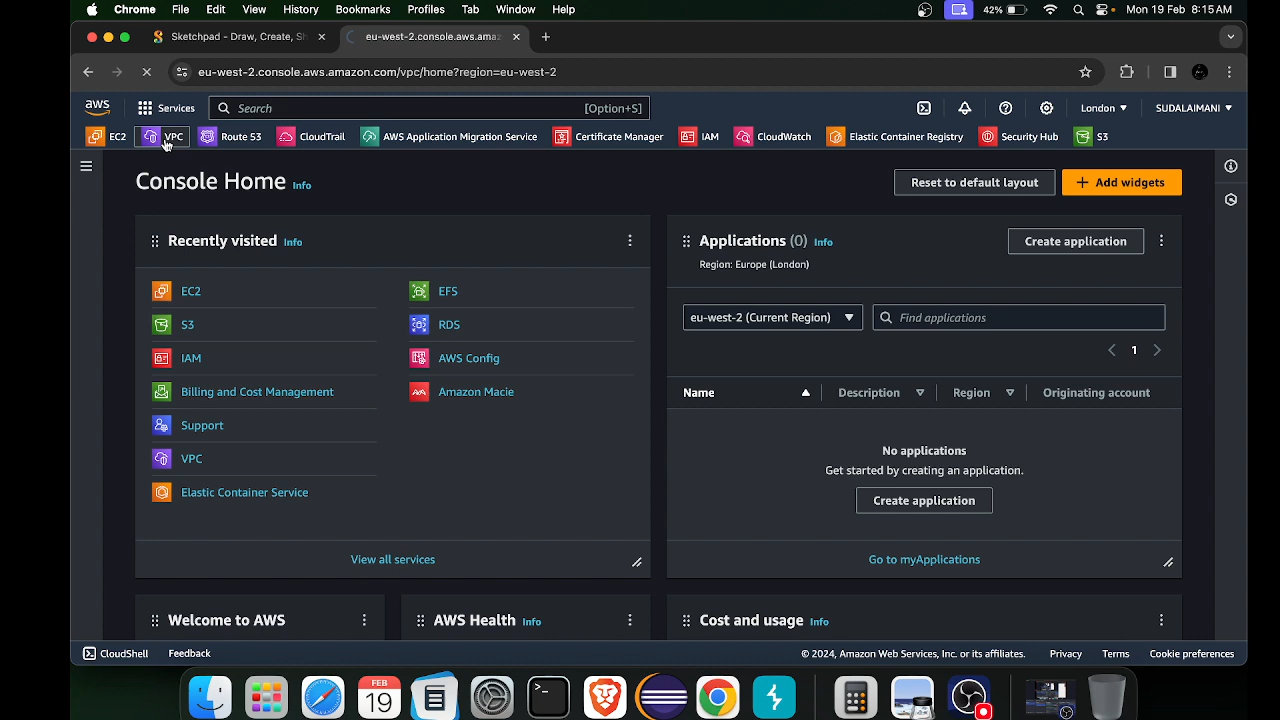 Chrome File Edit View History Bookmarks Profiles Tab Window Help 42% Mon 19 Feb 8:15 AM
Sketchpad - Draw, Create, Sh eu-west-2.console.aws.amaz
eu-west-2.console.aws.amazon.com/vpc/home?region=eu-west-2
aws Services Search [Option+S] London SUDALAIMANI
EC2 VPC Route 53 CloudTrail AWS Application Migration Service Certificate Manager IAM CloudWatch Elastic Container Registry Security Hub S3
Console Home Info Reset to default layout + Add widgets
Recently visited Info
EC2
S3
IAM
Billing and Cost Management
Support
VPC
Elastic Container Service
EFS
RDS
AWS Config
Amazon Macie
View all services
Applications (0) Info
Region: Europe (London)
Create application
eu-west-2 (Current Region) Find applications
1
Name Description Region Originating account
No applications
Get started by creating an application.
Create application
Go to myApplications
Welcome to AWS AWS Health Info Cost and usage Info
CloudShell Feedback © 2024, Amazon Web Services, Inc. or its affiliates. Privacy Terms Cookie preferences
FEB
19